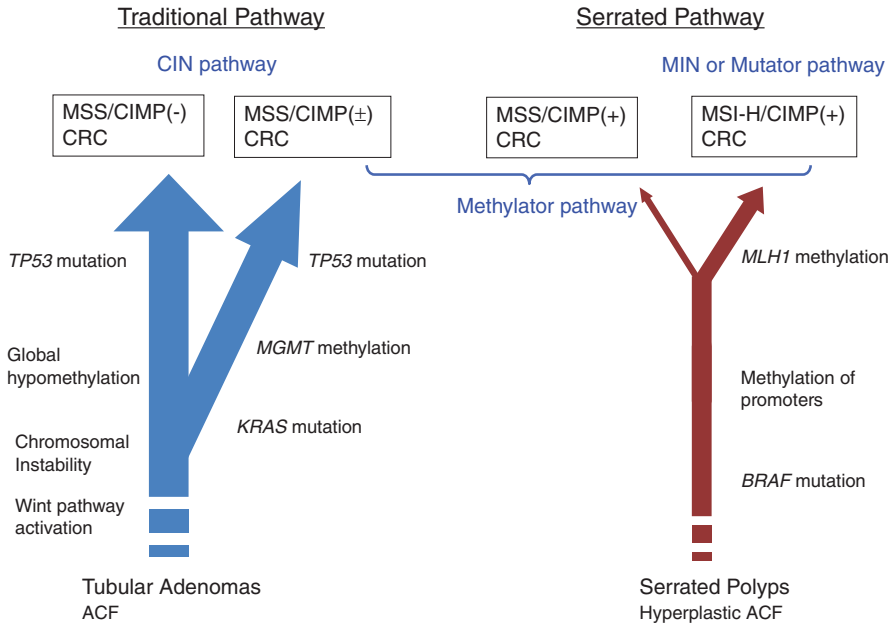 Traditional Pathway
Serrated Pathway
CIN pathway
MIN or Mutator pathway
MSS/CIMP(-)
CRC
MSS/CIMP(±)
CRC
MSS/CIMP(+)
CRC
MSI-H/CIMP(+)
CRC
Methylator pathway
TP53 mutation
TP53 mutation
MLH1 methylation
Global
hypomethylation
MGMT methylation
Methylation of
promoters
KRAS mutation
Chromosomal
Instability
BRAF mutation
Wint pathway
activation
Tubular Adenomas
ACF
Serrated Polyps
Hyperplastic ACF